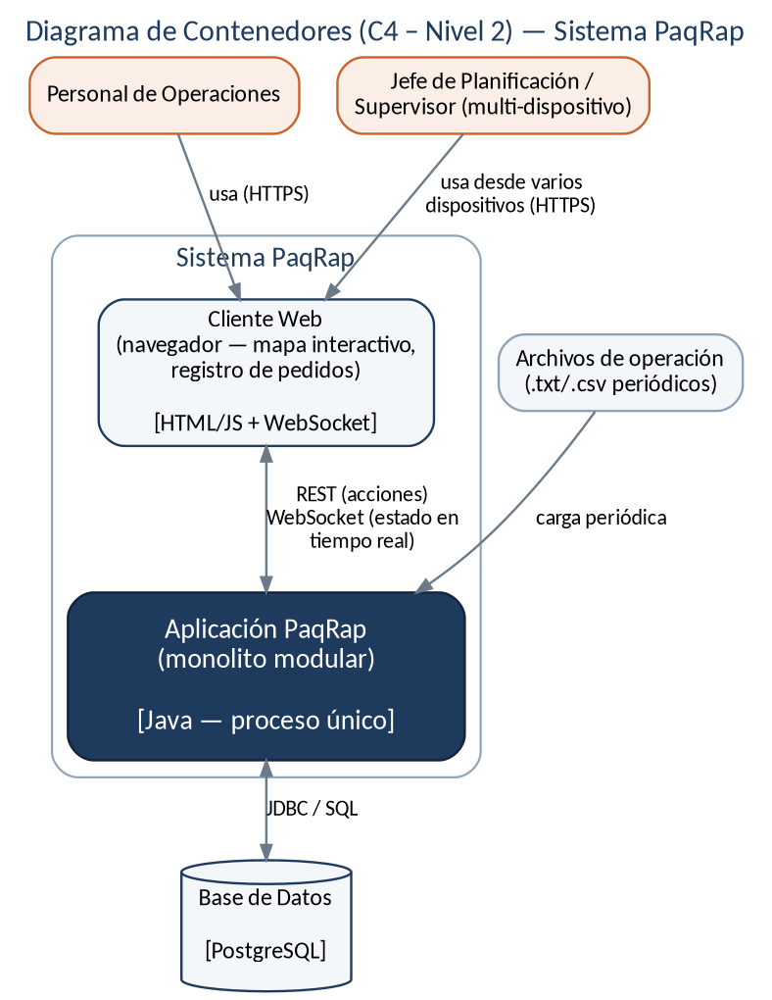 Diagrama de Contenedores (C4 – Nivel 2) — Sistema PaqRap
Personal de Operaciones
Jefe de Planificación /
Supervisor (multi-dispositivo)
usa (HTTPS)
usa desde varios
dispositivos (HTTPS)
Sistema PaqRap
Cliente Web
(navegador — mapa interactivo,
registro de pedidos)
[HTML/JS + WebSocket]
Archivos de operación
(.txt/.csv periódicos)
REST (acciones)
WebSocket (estado en
tiempo real)
carga periódica
Aplicación PaqRap
(monolito modular)
[Java — proceso único]
JDBC / SQL
Base de Datos
[PostgreSQL]